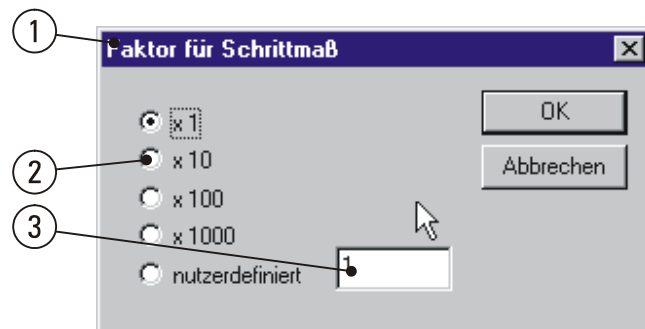 1
Faktor für Schrittmaß
x 1
OK
2
x 10
Abbrechen
x 100
3
x 1000
nutzerdefiniert
1